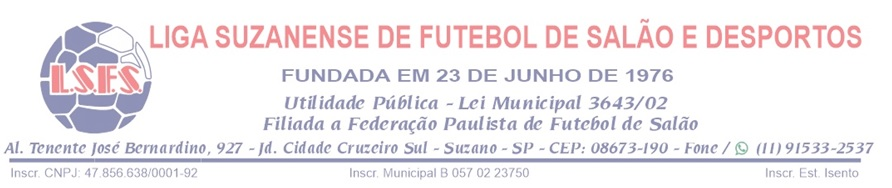 LIGA SUZANENSE DE FUTEBOL DE SALÃO E DESPORTOS
L.S.F.S.
FUNDADA EM 23 DE JUNHO DE 1976
Utilidade Pública - Lei Municipal 3643/02
Filiada a Federação Paulista de Futebol de Salão
Al. Tenente José Bernardino, 927 - Jd. Cidade Cruzeiro Sul - Suzano - SP - CEP: 08673-190 - Fone / (11) 91533-2537
Inscr. CNPJ: 47.856.638/0001-92 Inscr. Municipal B 057 02 23750 Inscr. Est. Isento